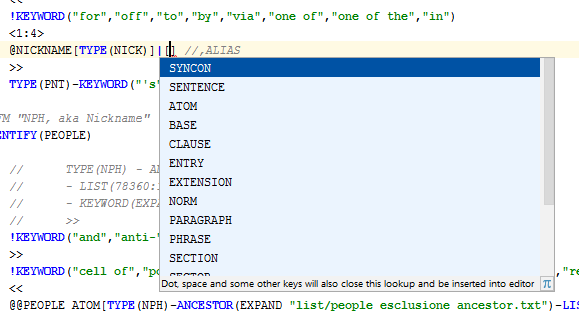 <<
!KEYWORD("for","off","to","by","via","one of","one of the","in")
<1:4>
@NICKNAME[TYPE(NICK)]|[] //,ALIAS
>>
TYPE(PNT)-KEYWORD("'s"
SYNCON
SENTENCE
ATOM
BASE
CLAUSE
ENTRY
EXTENSION
NORM
PARAGRAPH
PHRASE
SECTION
SECTOR
Dot, space and some other keys will also close this lookup and be inserted into editor π
"NPH, aka Nickname"
(PEOPLE)
// TYPE(NPH) -
// - LIST(78360:
// - KEYWORD(
// >>
!KEYWORD("and","anti-
>>
!KEYWORD("cell of",
<<
@@PEOPLE ATOM[TYPE(NPH)-ANCESTOR(EXPAND "list/people esclusione ancestor.txt")-LIS